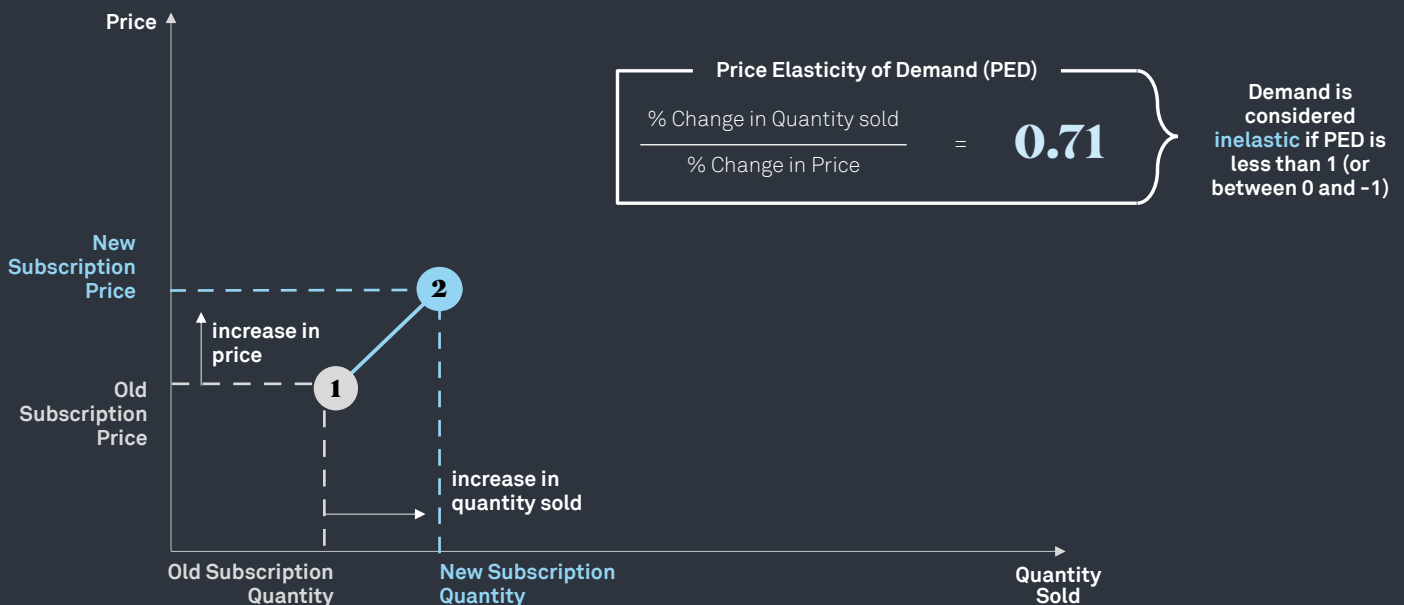 Price
Price Elasticity of Demand (PED)
% Change in Quantity sold
% Change in Price
=
0.71
Demand is
considered
inelastic if PED is
less than 1 (or
between 0 and -1)
New
Subscription
Price
2
increase in
price
1
Old
Subscription
Price
increase in
quantity sold
Old Subscription
Quantity
New Subscription
Quantity
Quantity
Sold